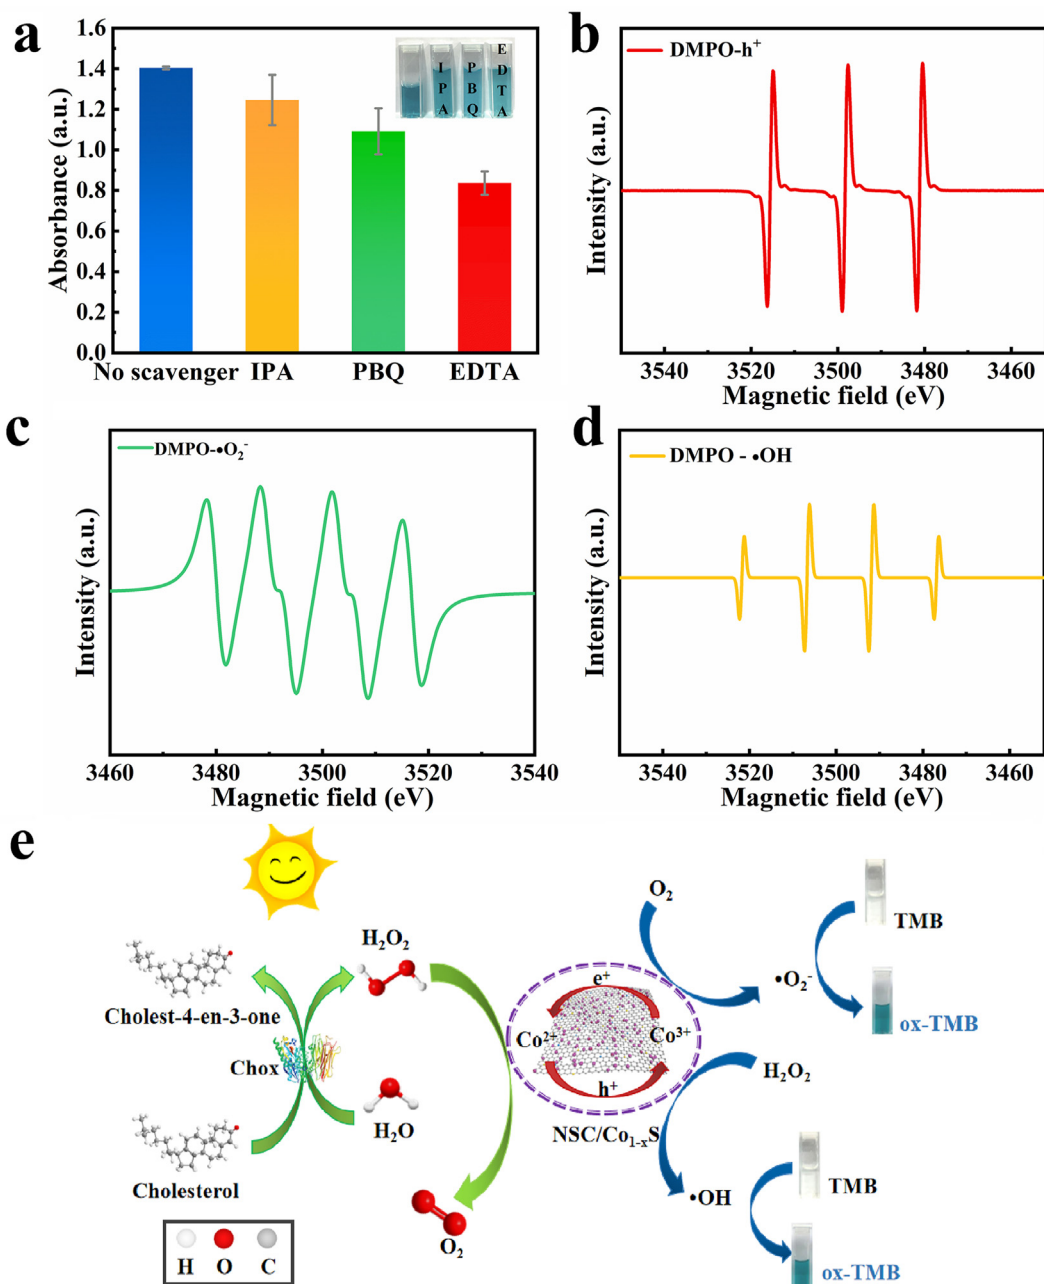 a
Absorbance (a.u.)
1.6
1.4
1.2
1.0
0.8
0.6
0.4
0.2
0.0
No scavenger IPA PBQ EDTA
IPA
PBQ
EDTA
b
DMPO-h⁺
Intensity (a.u.)
3540 3520 3500 3480 3460
Magnetic field (eV)
c
DMPO-•O₂⁻
Intensity (a.u.)
3460 3480 3500 3520 3540
Magnetic field (eV)
d
DMPO - •OH
Intensity (a.u.)
3540 3520 3500 3480 3460
Magnetic field (eV)
e
H₂O₂
Cholest-4-en-3-one
Chox
H₂O
Cholesterol
O₂
H O C
e⁺
Co²⁺ Co³⁺
h⁺
NSC/Co₁₋ₓS
O₂
TMB
•O₂⁻
ox-TMB
H₂O₂
•OH
TMB
ox-TMB